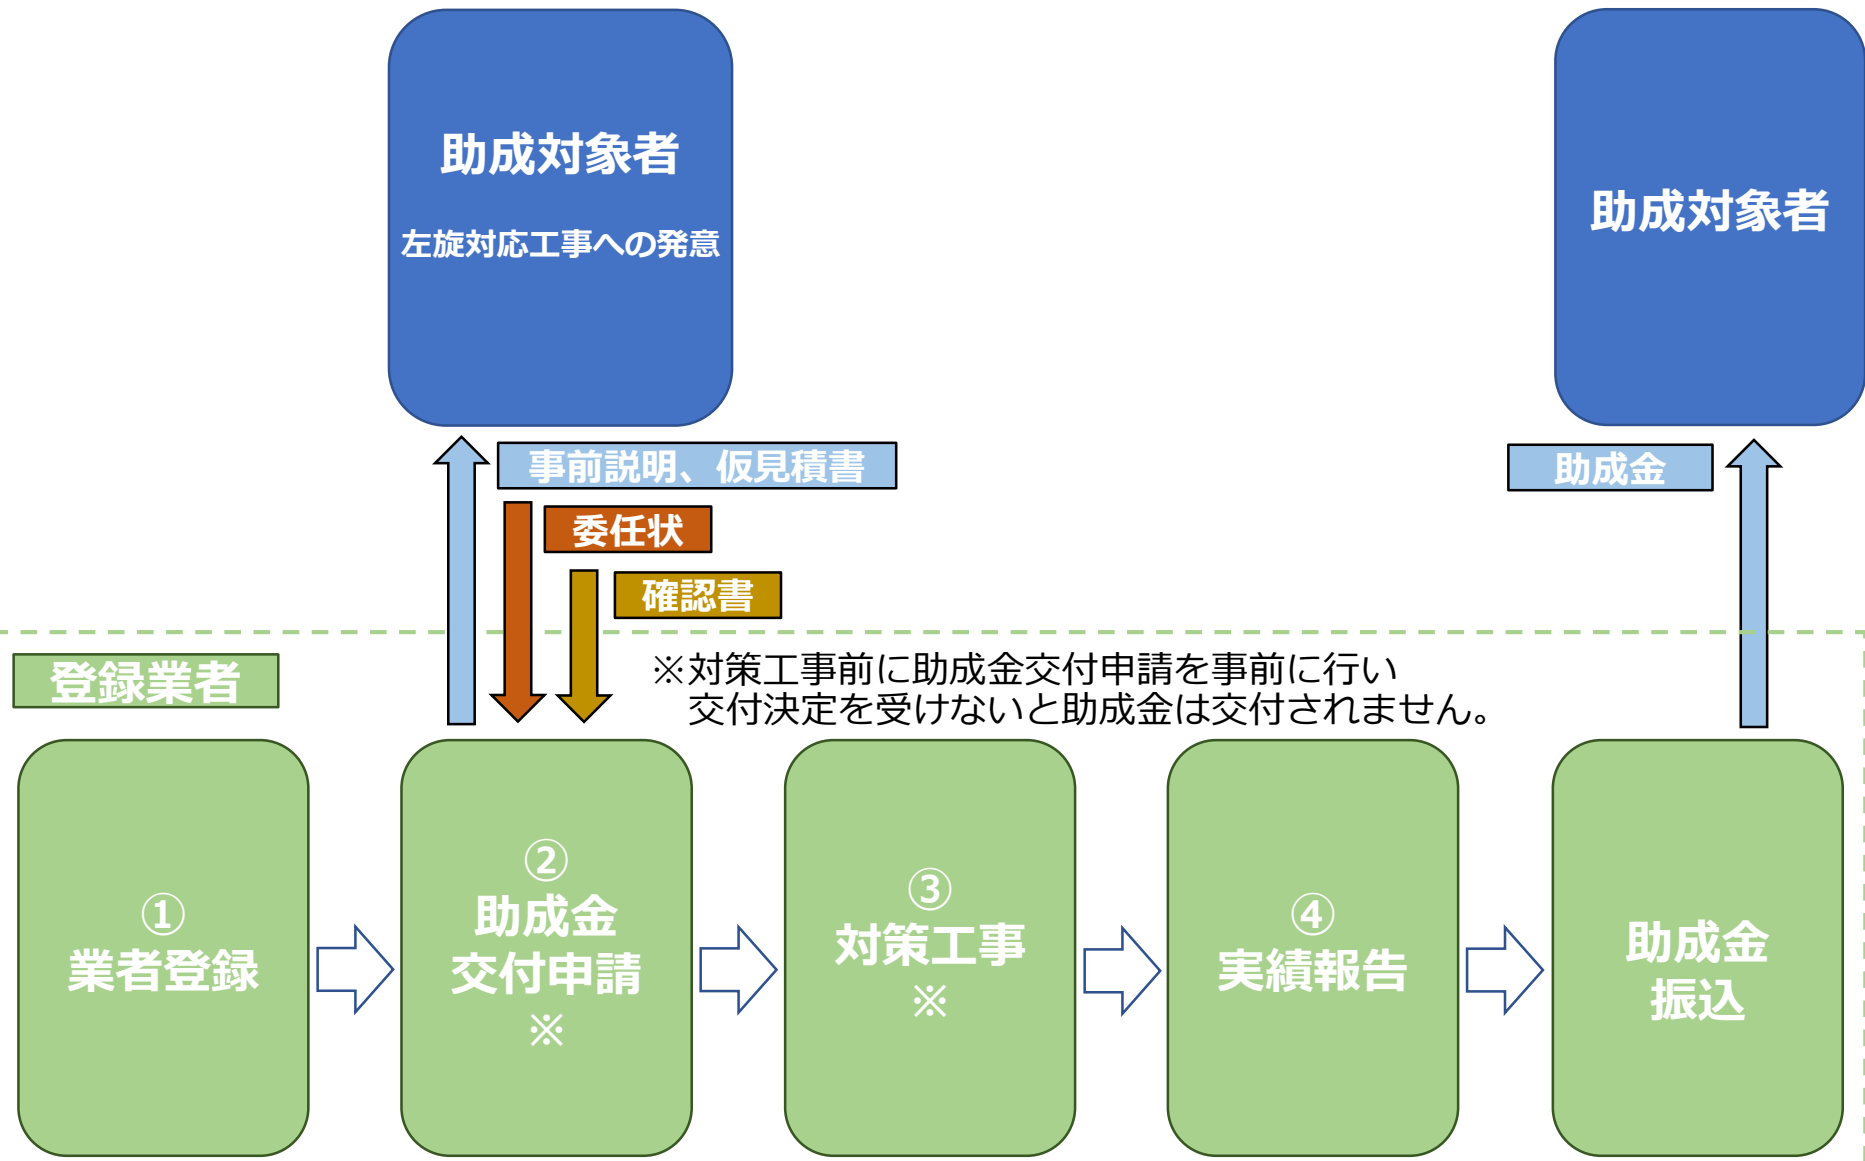 助成対象者
左旋対応工事への発意
助成対象者
事前説明、仮見積書
助成金
委任状
確認書
登録業者
※対策工事前に助成金交付申請を事前に行い
交付決定を受けないと助成金は交付されません。
①
業者登録
②
助成金
交付申請
※
③
対策工事
※
④
実績報告
助成金
振込